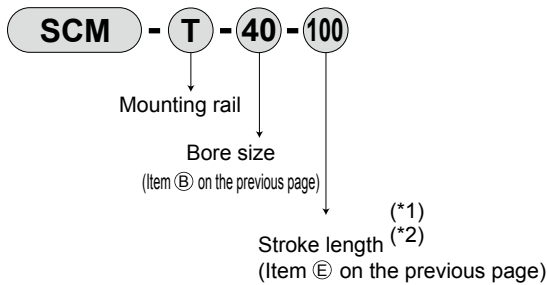 SCM - T - 40 - 100
Mounting rail
Bore size
(Item Ⓑ on the previous page)
(*1)
Stroke length (*2)
(Item Ⓔ on the previous page)